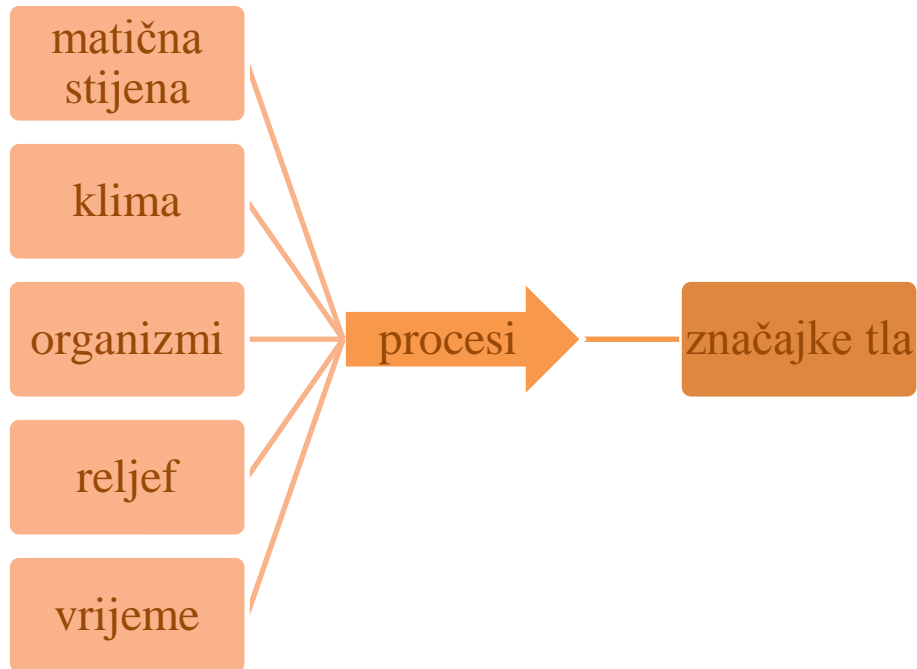 matična
stijena
klima
organizmi
reljef
vrijeme
procesi
značajke tla